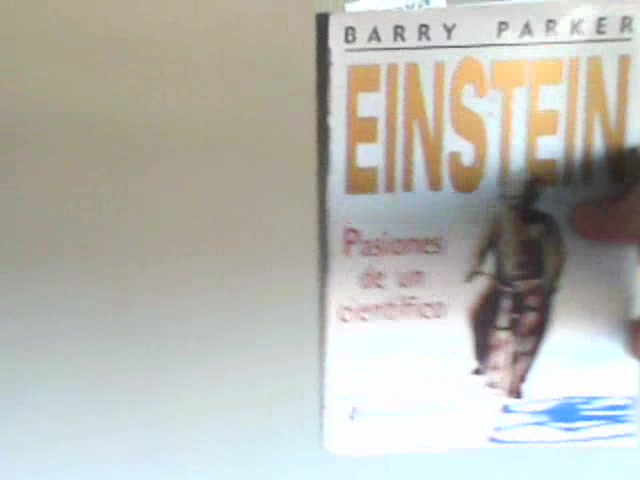 BARRY PARKER
EINSTEIN
Pasiones
de un
científico